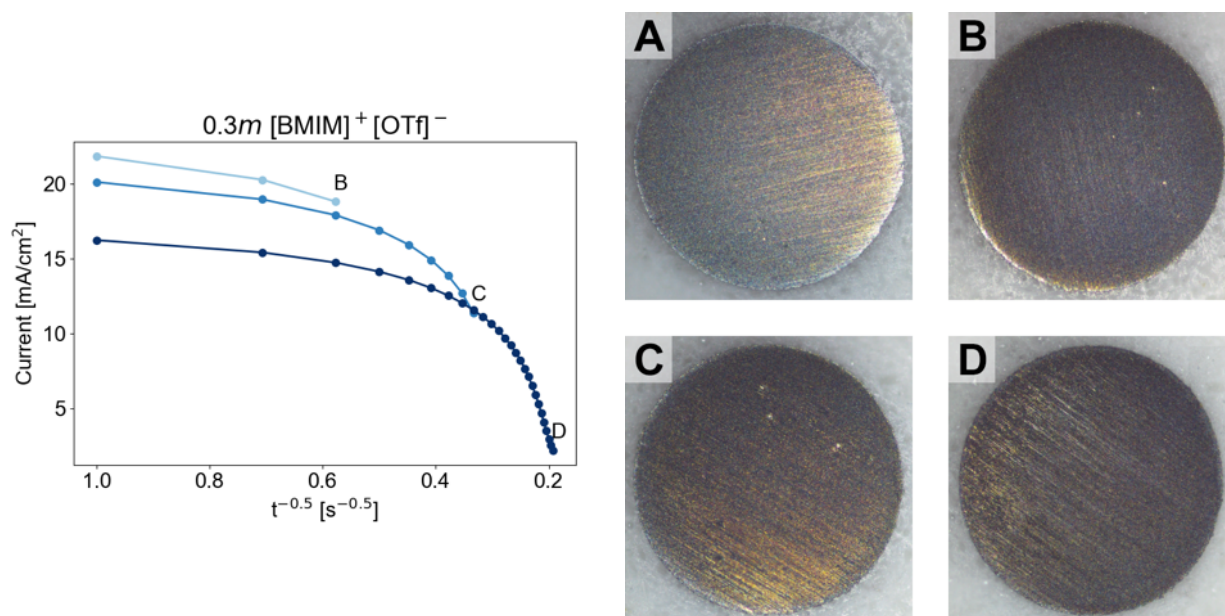 0.3m [BMIM]⁺[OTf]⁻
Current [mA/cm²]
20
15
10
5
B
C
D
1.0 0.8 0.6 0.4 0.2
t⁻⁰·⁵ [s⁻⁰·⁵]
A
B
C
D